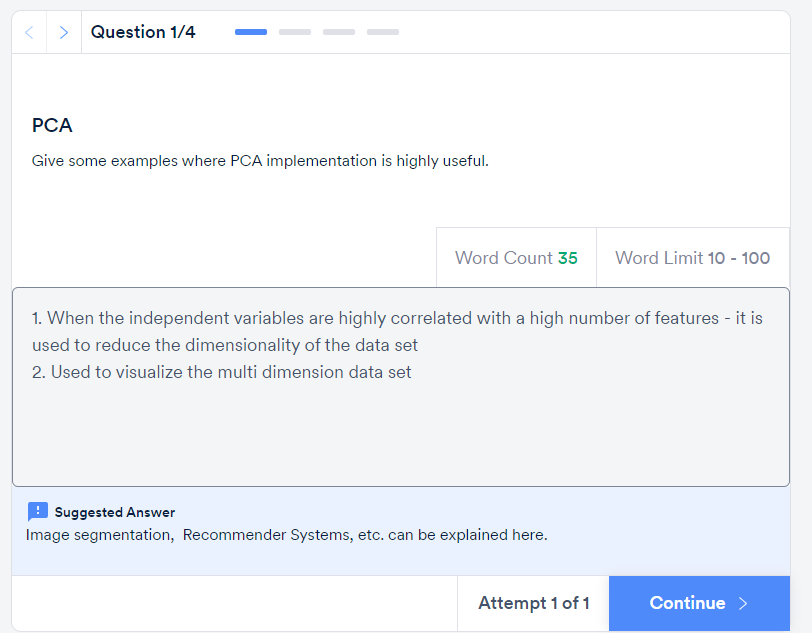 Question 1/4
PCA
Give some examples where PCA implementation is highly useful.
Word Count 35
Word Limit 10 - 100
1. When the independent variables are highly correlated with a high number of features - it is
used to reduce the dimensionality of the data set
2. Used to visualize the multi dimension data set
Suggested Answer
Image segmentation,  Recommender Systems, etc. can be explained here.
Attempt 1 of 1
Continue